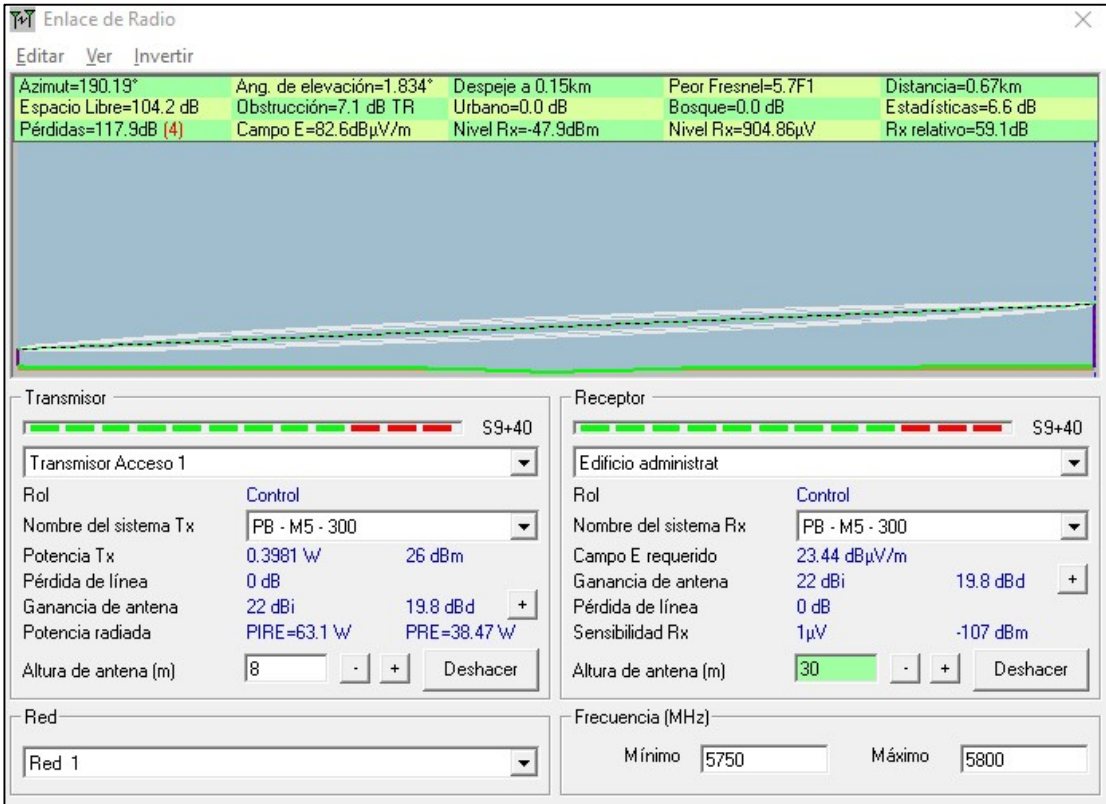 Enlace de Radio
Editar Ver Invertir
Azimut=190.19° Ang. de elevación=1.834° Despeje a 0.15km Peor Fresnel=5.7F1 Distancia=0.67km
Espacio Libre=104.2 dB Obstrucción=7.1 dB TR Urbano=0.0 dB Bosque=0.0 dB Estadísticas=6.6 dB
Pérdidas=117.9dB (4) Campo E=82.6dBμV/m Nivel Rx=-47.9dBm Nivel Rx=904.86μV Rx relativo=59.1dB
Transmisor
S9+40
Transmisor Acceso 1
Rol Control
Nombre del sistema Tx PB - M5 - 300
Potencia Tx 0.3981 W 26 dBm
Pérdida de línea 0 dB
Ganancia de antena 22 dBi 19.8 dBd +
Potencia radiada PIRE=63.1 W PRE=38.47 W
Altura de antena (m) 8 - + Deshacer
Receptor
S9+40
Edificio administrat
Rol Control
Nombre del sistema Rx PB - M5 - 300
Campo E requerido 23.44 dBμV/m
Ganancia de antena 22 dBi 19.8 dBd +
Pérdida de línea 0 dB
Sensibilidad Rx 1μV -107 dBm
Altura de antena (m) 30 - + Deshacer
Red
Red 1
Frecuencia (MHz)
Mínimo 5750 Máximo 5800